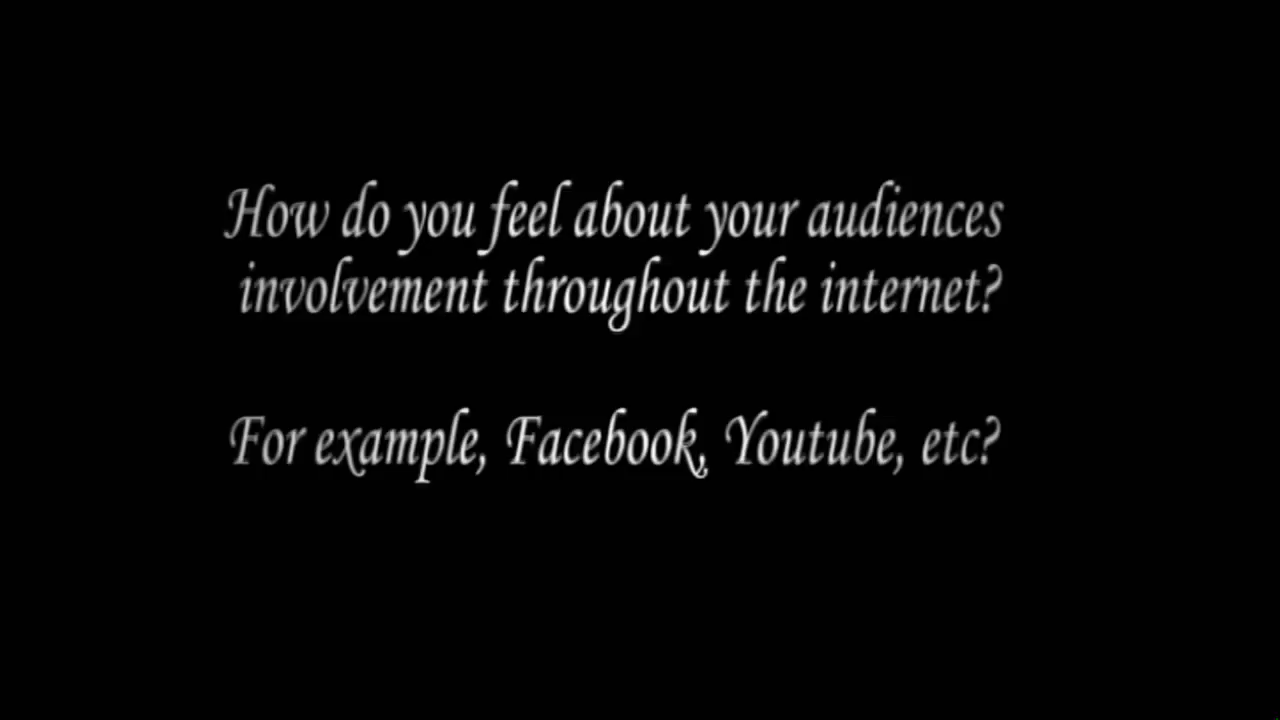 How do you feel about your audiences
involvement throughout the internet?
For example, Facebook, Youtube, etc?